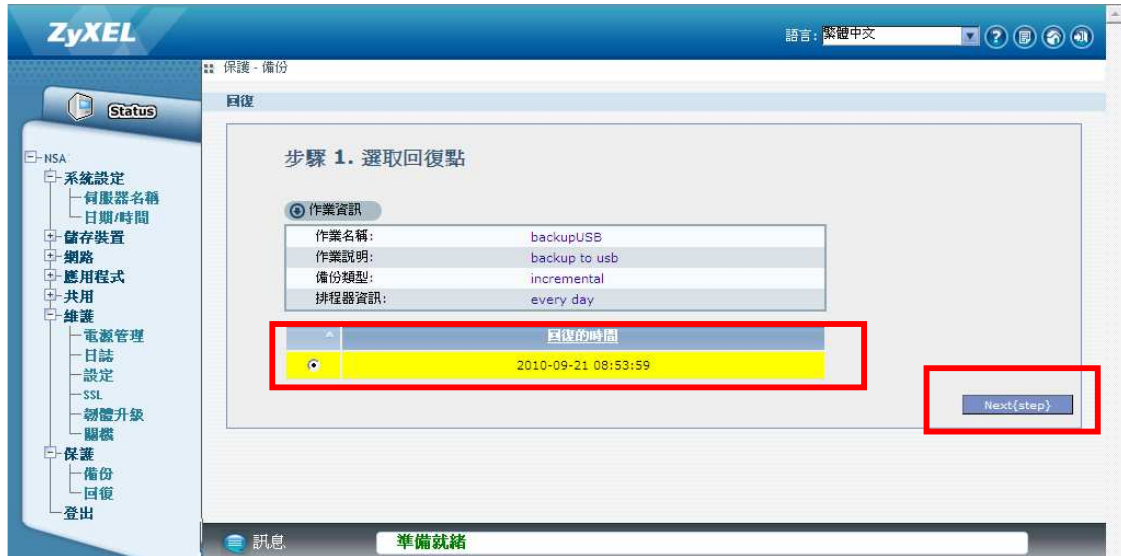 ZyXEL
語言: 繁體中文
保護 - 備份
Status
回復
NSA
系統設定
伺服器名稱
日期/時間
儲存裝置
網路
應用程式
共用
維護
電源管理
日誌
設定
SSL
韌體升級
關機
保護
備份
回復
登出
步驟 1. 選取回復點
作業資訊
作業名稱: backupUSB
作業說明: backup to usb
備份類型: incremental
排程器資訊: every day
回復的時間
2010-09-21 08:53:59
Next{step}
訊息 準備就緒